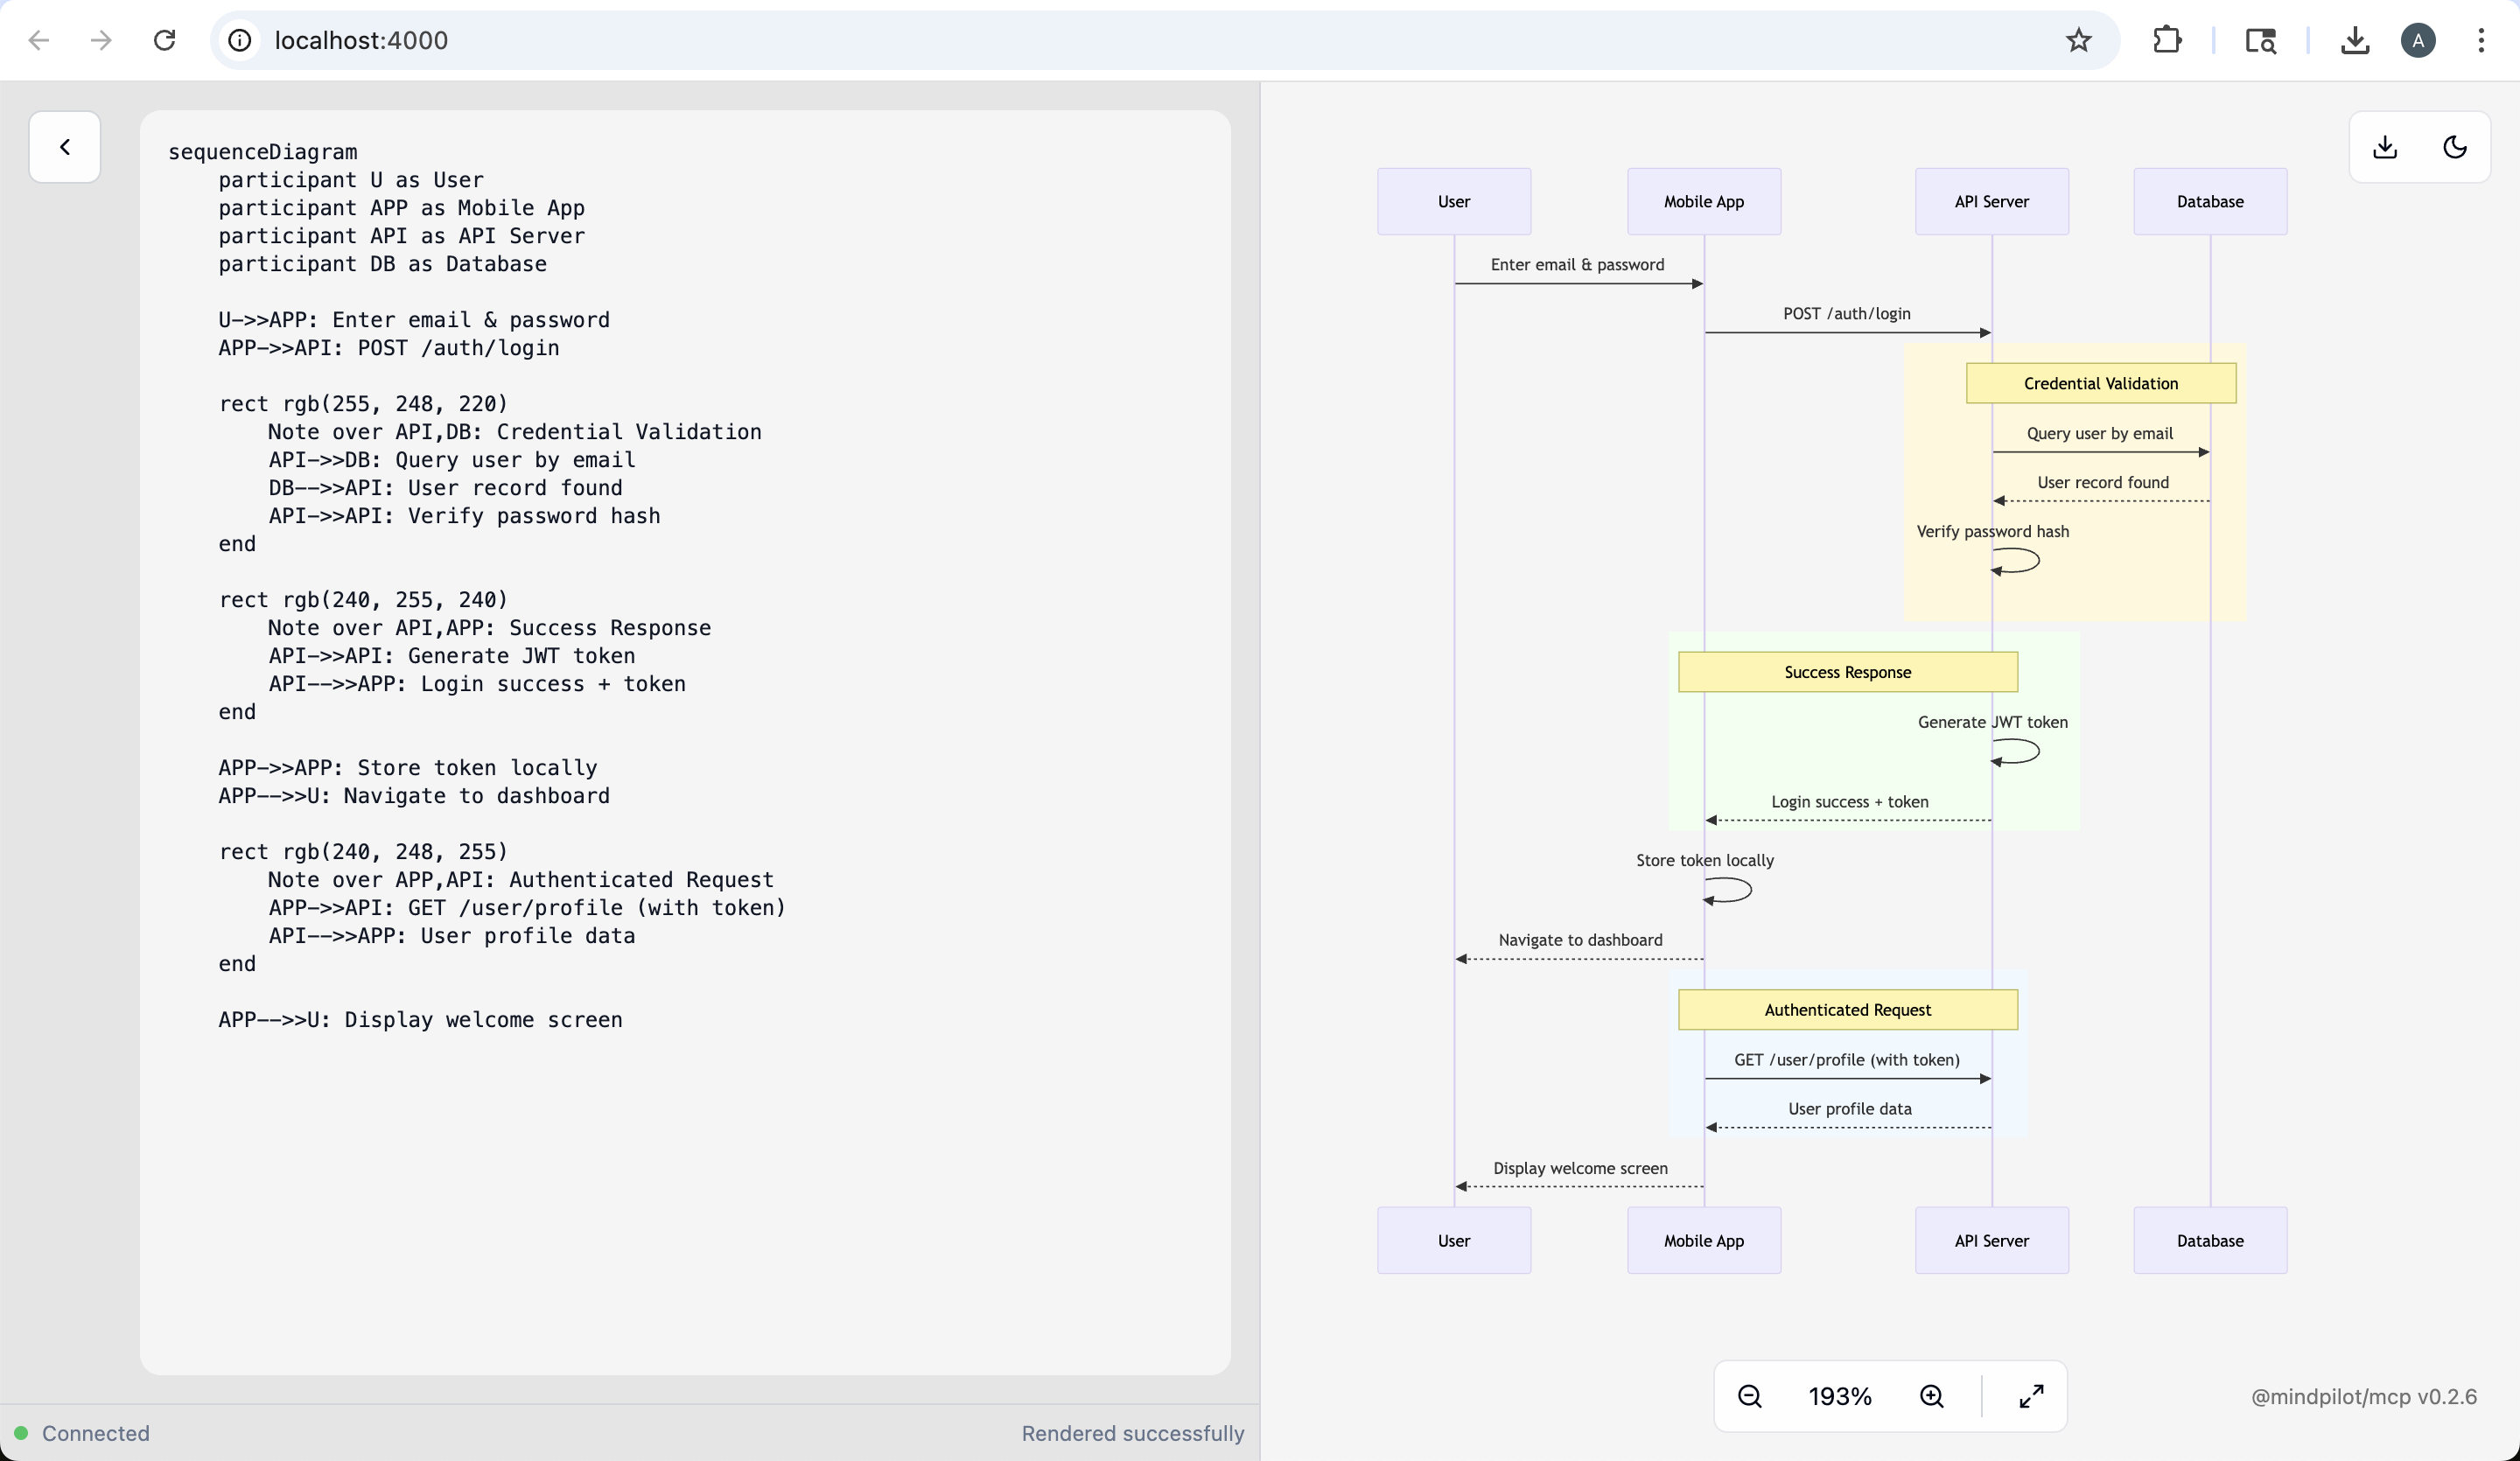 localhost:4000
A
sequenceDiagram
    participant U as User
    participant APP as Mobile App
    participant API as API Server
    participant DB as Database
    U->>APP: Enter email & password
    APP->>API: POST /auth/login
    rect rgb(255, 248, 220)
        Note over API,DB: Credential Validation
        API->>DB: Query user by email
        DB-->>API: User record found
        API->>API: Verify password hash
    end
    rect rgb(240, 255, 240)
        Note over API,APP: Success Response
        API->>API: Generate JWT token
        API-->>APP: Login success + token
    end
    APP->>APP: Store token locally
    APP-->>U: Navigate to dashboard
    rect rgb(240, 248, 255)
        Note over APP,API: Authenticated Request
        APP->>API: GET /user/profile (with token)
        API-->>APP: User profile data
    end
    APP-->>U: Display welcome screen
Connected
Rendered successfully
User Mobile App API Server Database
Enter email & password
POST /auth/login
Credential Validation
Query user by email
User record found
Verify password hash
Success Response
Generate JWT token
Login success + token
Store token locally
Navigate to dashboard
Authenticated Request
GET /user/profile (with token)
User profile data
Display welcome screen
User Mobile App API Server Database
193%
@mindpilot/mcp v0.2.6